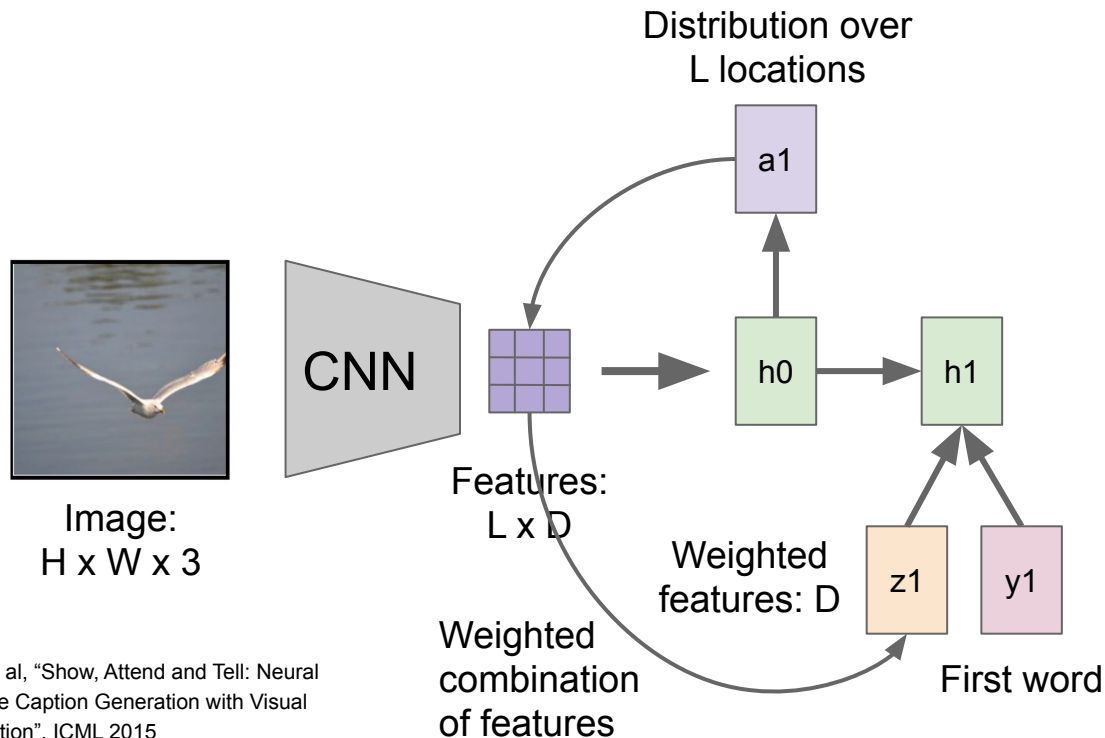 Distribution over
L locations
a1
CNN
h0
h1
Features:
L x D
Image:
H x W x 3
Weighted
features: D
z1
y1
First word
Weighted
combination
of features
al, “Show, Attend and Tell: Neural
e Caption Generation with Visual
tion”, ICML 2015